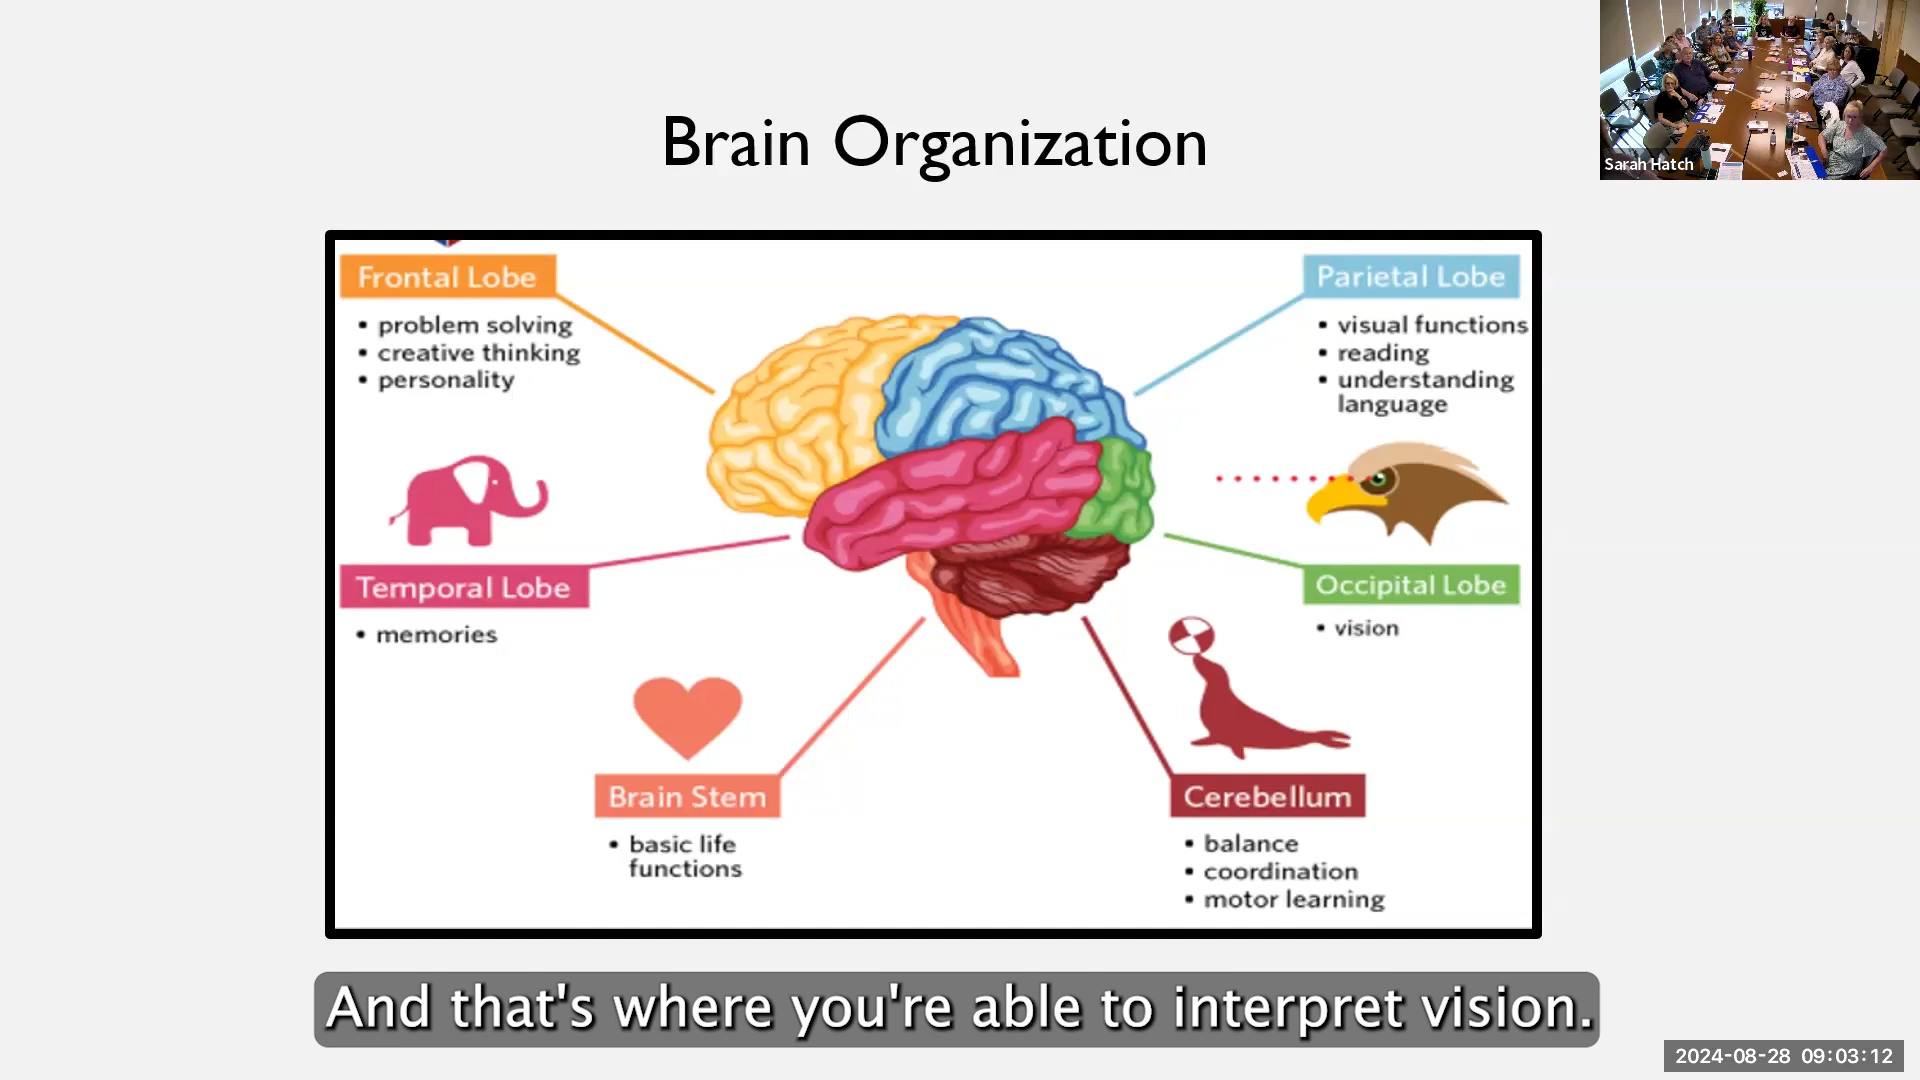 Brain Organization
Sarah Hatch
Frontal Lobe
• problem solving
• creative thinking
• personality
Parietal Lobe
• visual functions
• reading
• understanding
language
Temporal Lobe
• memories
Occipital Lobe
• vision
Brain Stem
• basic life
functions
Cerebellum
• balance
• coordination
• motor learning
And that's where you're able to interpret vision.
2024-08-28 09:03:12